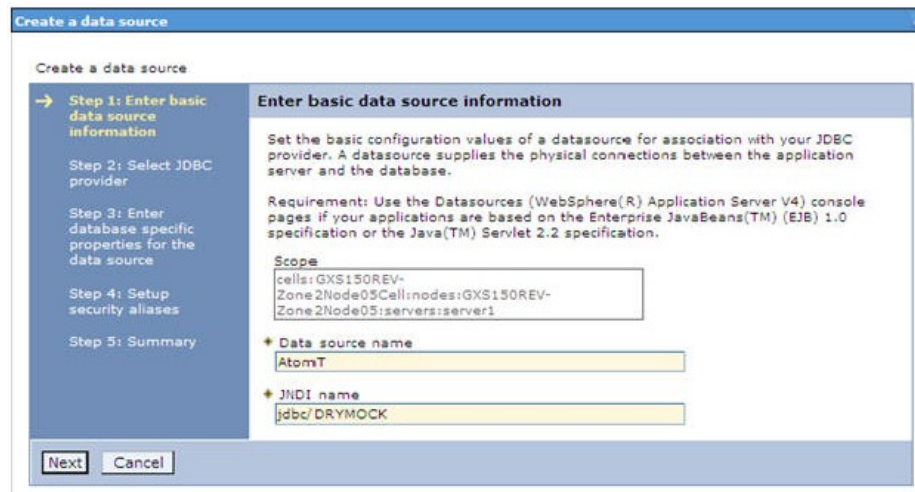 Create a data source
Create a data source
Step 1: Enter basic
data source
information
Step 2: Select JDBC
provider
Step 3: Enter
database specific
properties for the
data source
Step 4: Setup
security aliases
Step 5: Summary
Enter basic data source information
Set the basic configuration values of a datasource for association with your JDBC
provider. A datasource supplies the physical connections between the application
server and the database.
Requirement: Use the Datasources (WebSphere(R) Application Server V4) console
pages if your applications are based on the Enterprise JavaBeans(TM) (EJB) 1.0
specification or the Java(TM) Servlet 2.2 specification.
Scope
cells:GXS150REV-
Zone2Node05Cell:nodes:GXS150REV-
Zone2Node05:servers:server1
Data source name
AtomT
JNDI name
jdbc/DRYMOCK
Next
Cancel